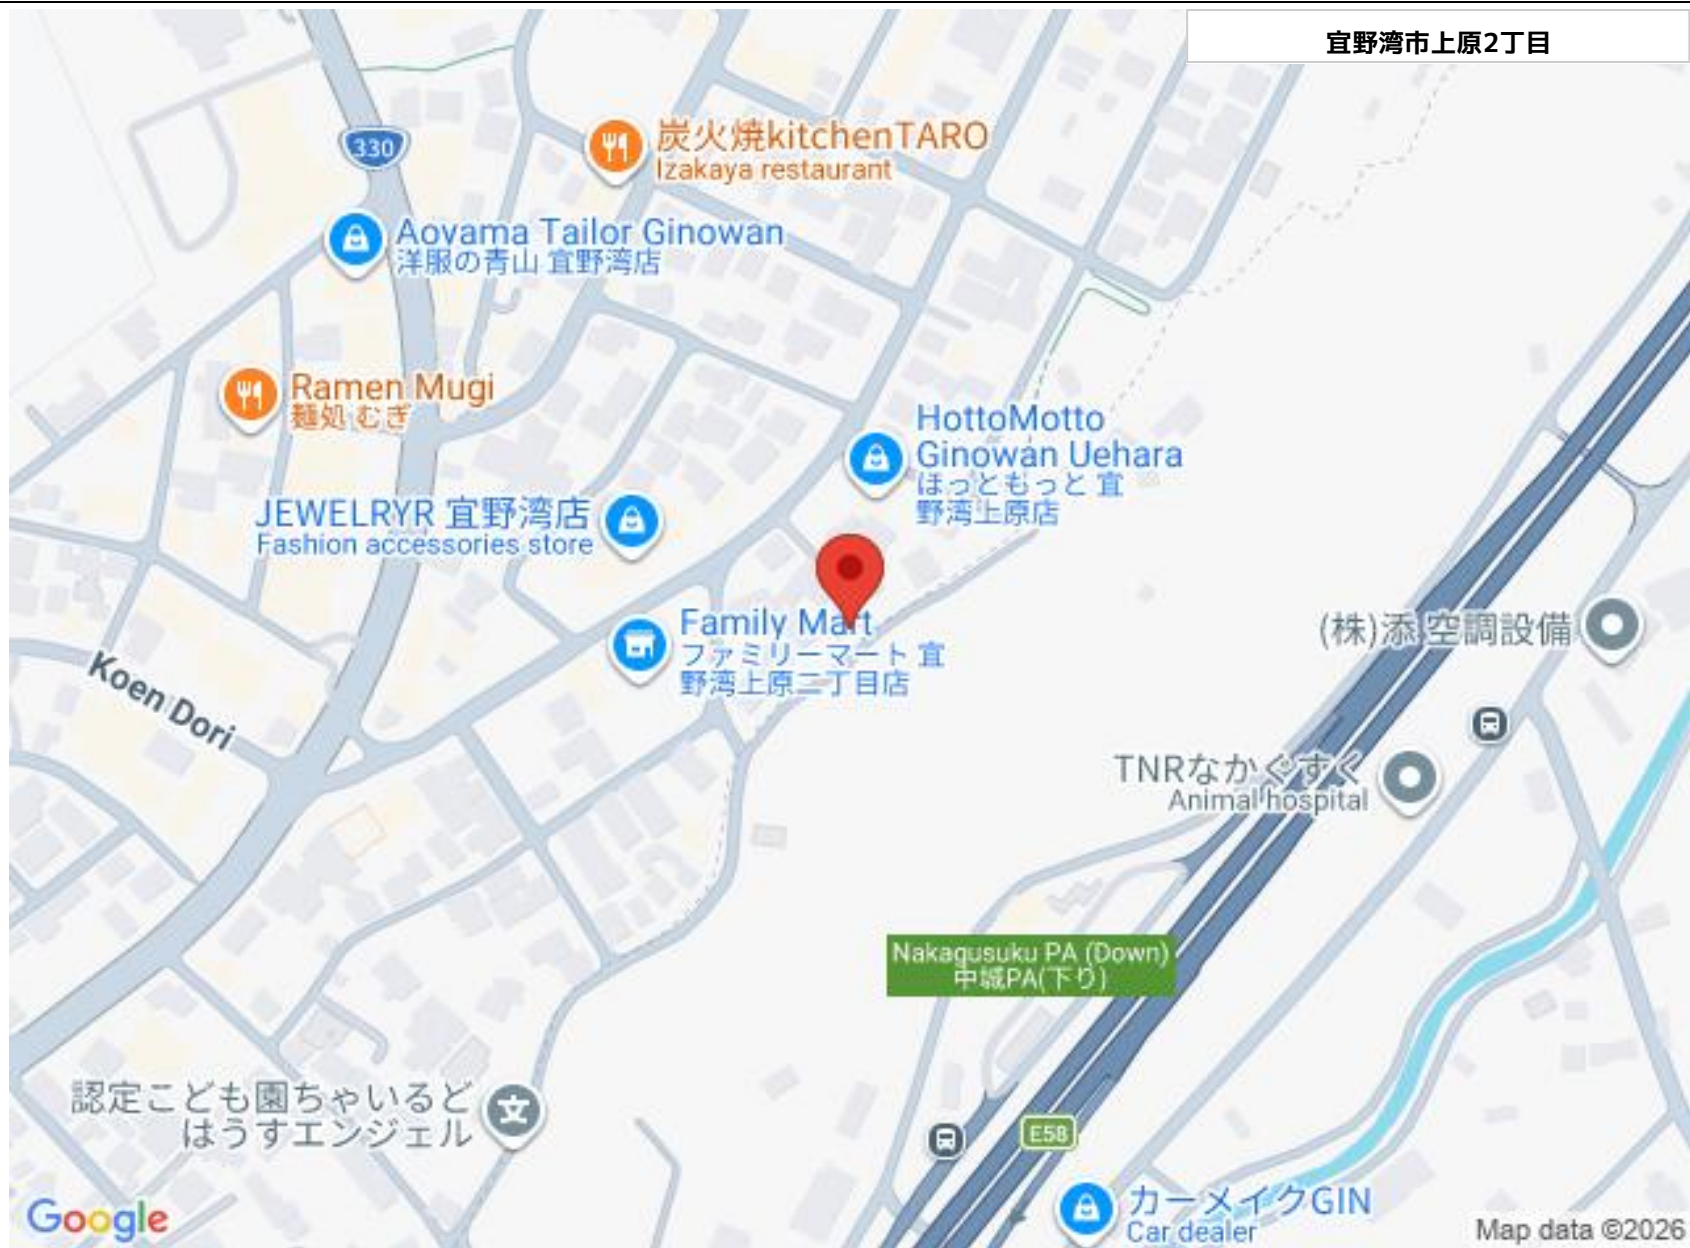 宜野湾市上原2丁目
330
炭火焼kitchenTARO
Izakaya restaurant
Aoyama Tailor Ginowan
洋服の青山 宜野湾店
Ramen Mugi
麺処 むぎ
HottoMotto
Ginowan Uehara
ほっともっと 宜
野湾上原店
JEWELRYR 宜野湾店
Fashion accessories store
Family Mart
ファミリーマート 宜
野湾上原二丁目店
(株)添 空調設備
Koen Dori
TNRなかぐすく
Animal hospital
Nakagusuku PA (Down)
中城PA(下り)
認定こども園ちゃいるど
はうすエンジェル
文
E58
カーメイクGIN
Car dealer
Google
Map data ©2026